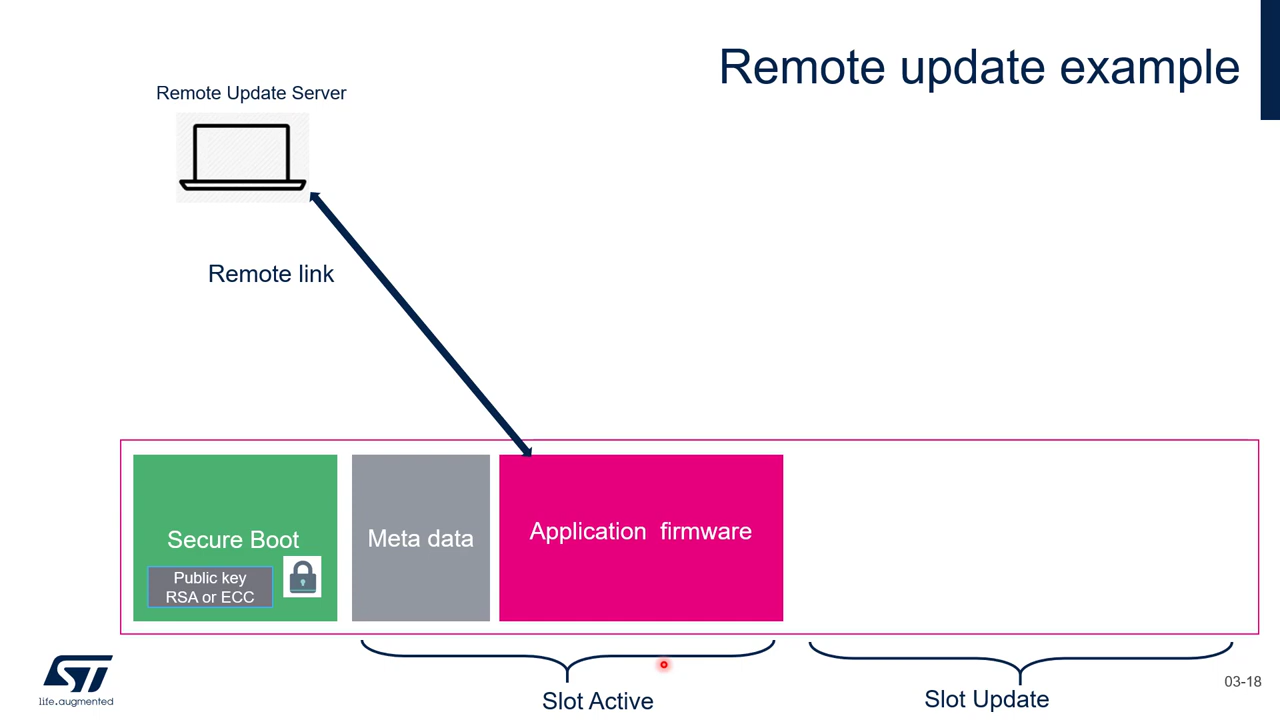 Remote update example
Remote Update Server
Remote link
Secure Boot
Public key
RSA or ECC
Meta data
Application firmware
Slot Active
Slot Update
ST
life.augmented
03-18